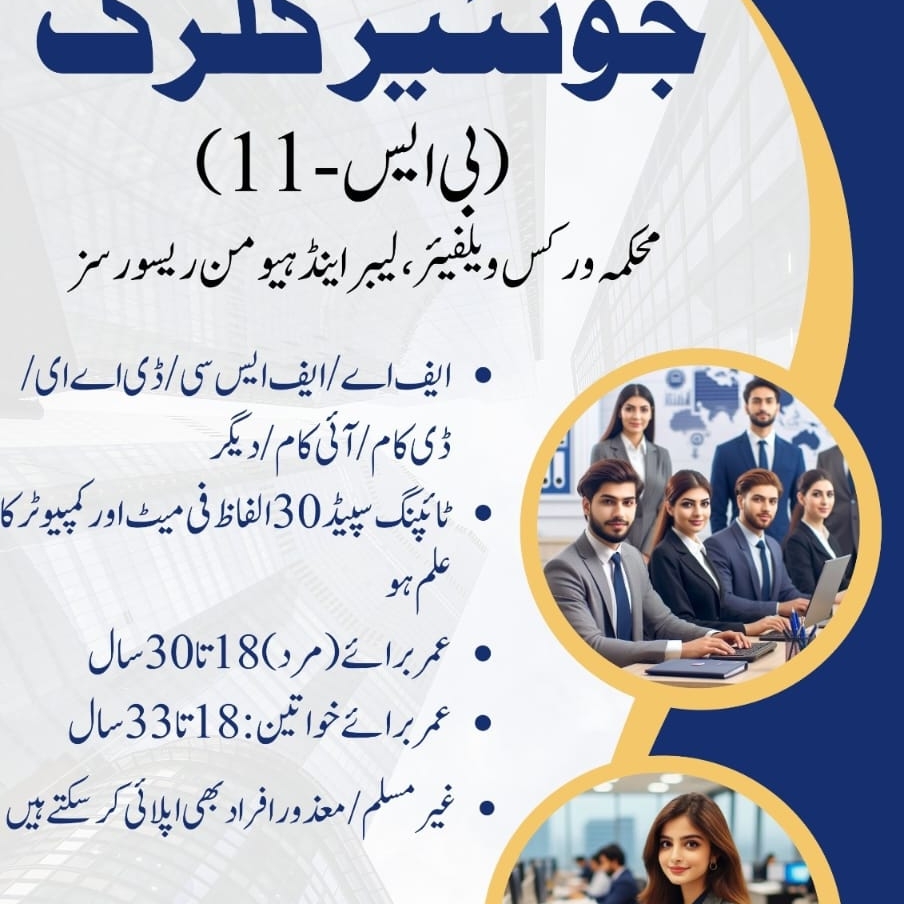 جونیئر کلرک
(بی ایس-11)
محکمہ ورکس ویلفیئر، لیبر اینڈ ہیومن ریسورسز
• ایف اے/ایف ایس سی/ڈی اے ای/
ڈی کام/آئی کام/دیگر
• ٹائپنگ سپیڈ 30 الفاظ فی میٹ اور کمپیوٹر کا
علم ہو
• عمر برائے (مرد) 18 تا 30 سال
• عمر برائے خواتین: 18 تا 33 سال
• غیر مسلم/معذور افراد بھی اپلائی کر سکتے ہیں